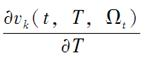 ∂v_k(t, T, Ω_t)
∂T